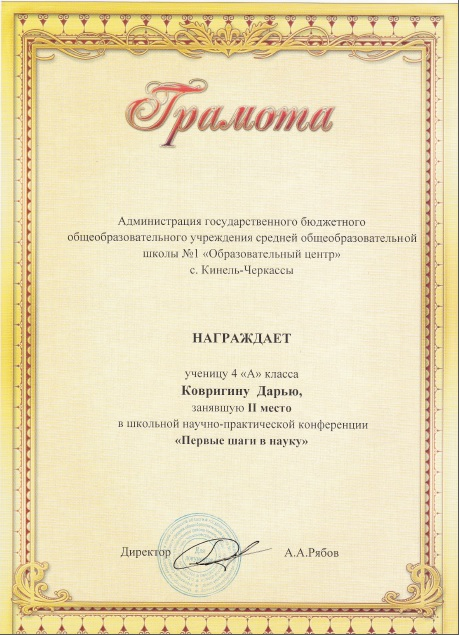 Грамота
Администрация государственного бюджетного
общеобразовательного учреждения средней общеобразовательной
школы №1 «Образовательный центр»
с. Кинель-Черкассы
НАГРАЖДАЕТ
ученицу 4 «А» класса
Ковригину Дарью,
занявшую II место
в школьной научно-практической конференции
«Первые шаги в науку»
Директор А.А.Рябов